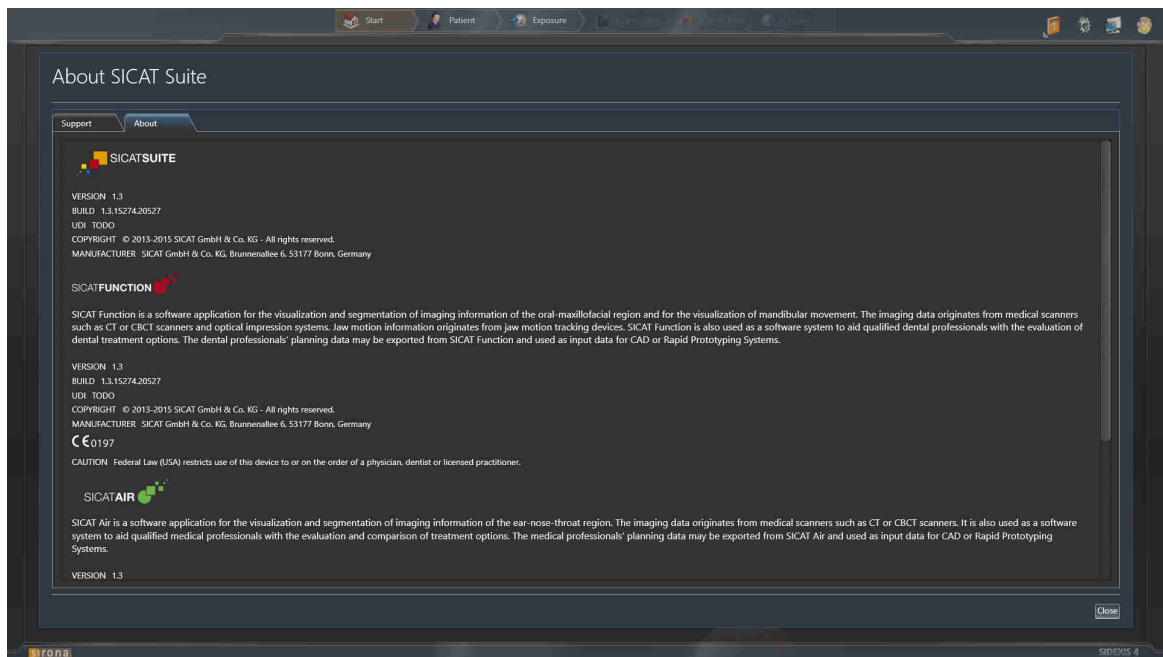 Start
Patient
Exposure
About SICAT Suite
Support
About
SICATSUITE
VERSION 1.3
BUILD 1.3.15274.20527
UDI TODO
COPYRIGHT © 2013-2015 SICAT GmbH & Co. KG - All rights reserved.
MANUFACTURER SICAT GmbH & Co. KG, Brunnenallee 6, 53177 Bonn, Germany
SICATFUNCTION
SICAT Function is a software application for the visualization and segmentation of imaging information of the oral-maxillofacial region and for the visualization of mandibular movement. The imaging data originates from medical scanners
such as CT or CBCT scanners and optical impression systems. Jaw motion information originates from jaw motion tracking devices. SICAT Function is also used as a software system to aid qualified dental professionals with the evaluation of
dental treatment options. The dental professionals' planning data may be exported from SICAT Function and used as input data for CAD or Rapid Prototyping Systems.
VERSION 1.3
BUILD 1.3.15274.20527
UDI TODO
COPYRIGHT © 2013-2015 SICAT GmbH & Co. KG - All rights reserved.
MANUFACTURER SICAT GmbH & Co. KG, Brunnenallee 6, 53177 Bonn, Germany
CE0197
CAUTION Federal Law (USA) restricts use of this device to or on the order of a physician, dentist or licensed practitioner.
SICATAIR
SICAT Air is a software application for the visualization and segmentation of imaging information of the ear-nose-throat region. The imaging data originates from medical scanners such as CT or CBCT scanners. It is also used as a software
system to aid qualified medical professionals with the evaluation and comparison of treatment options. The medical professionals' planning data may be exported from SICAT Air and used as input data for CAD or Rapid Prototyping
Systems.
VERSION 1.3
Close
sirona
SIDEXIS 4